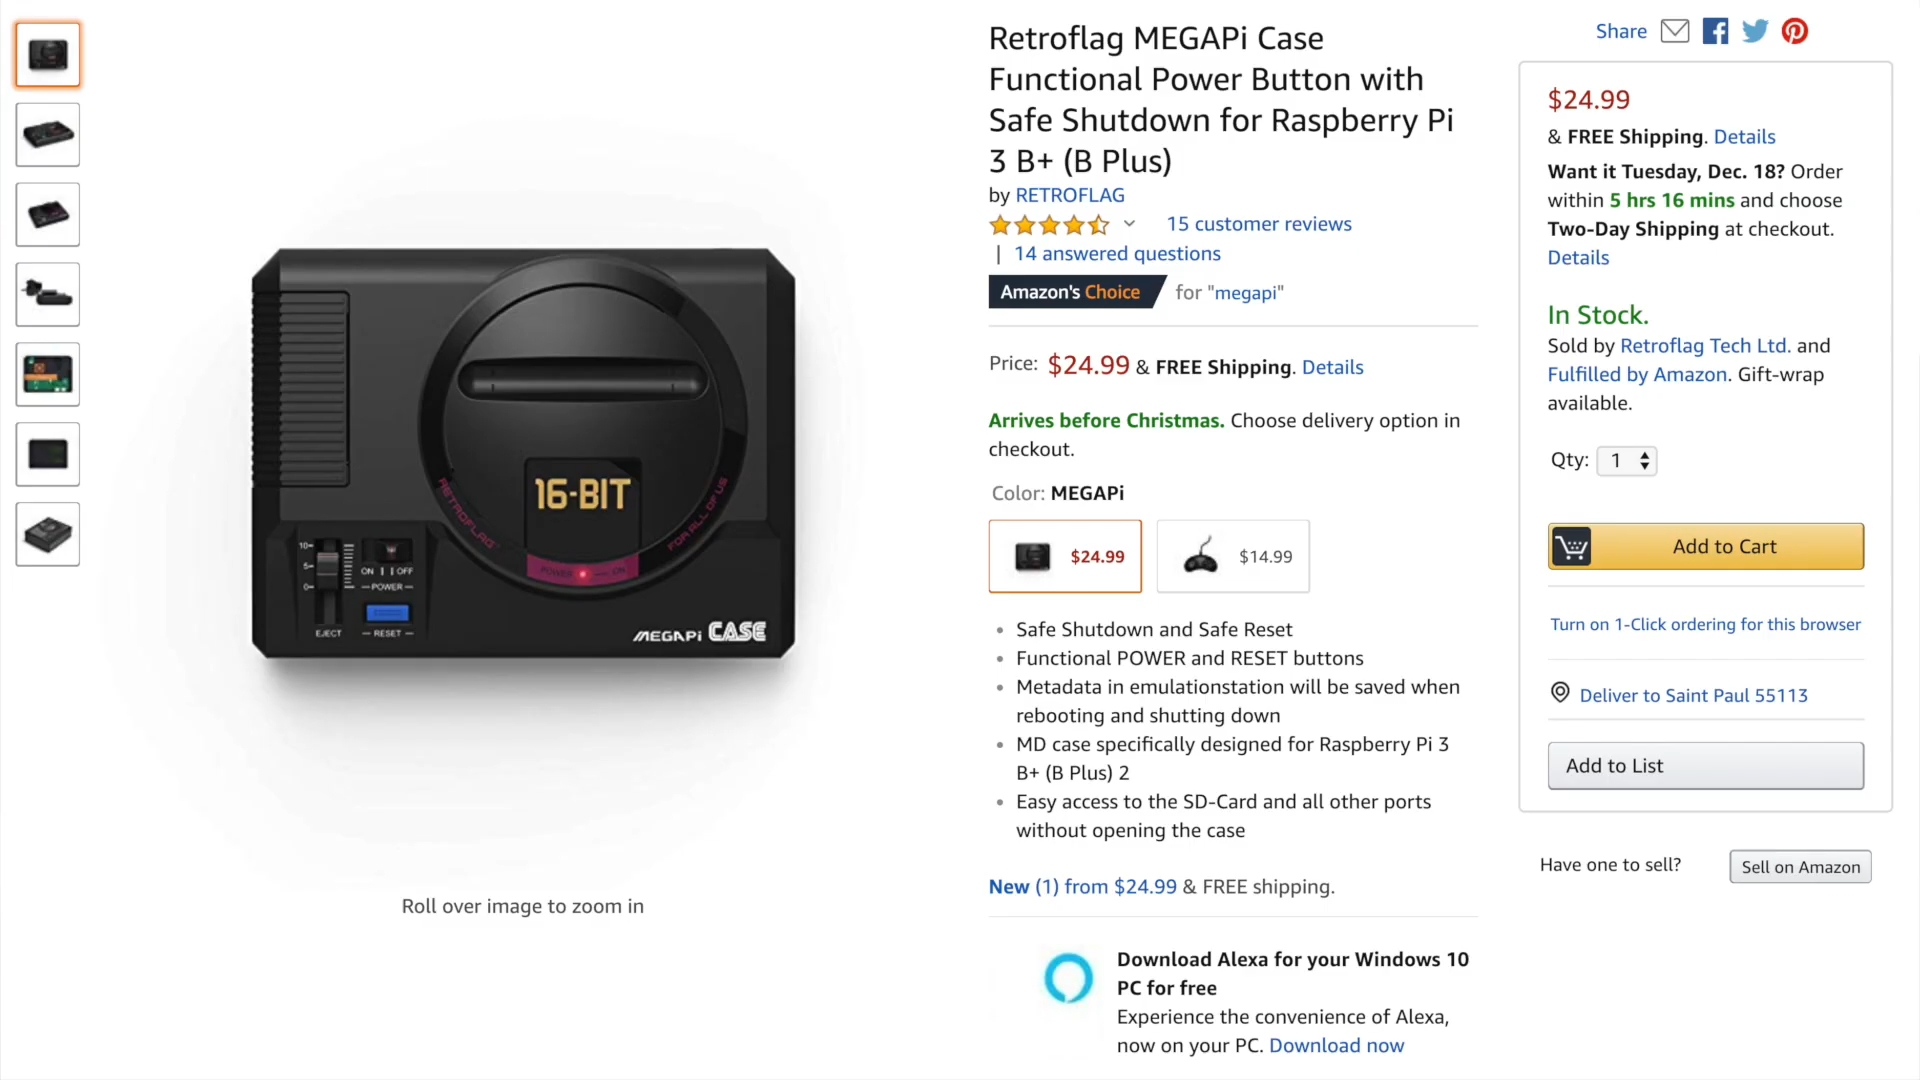 Retroflag MEGAPi Case
Functional Power Button with
Safe Shutdown for Raspberry Pi
3 B+ (B Plus)
by RETROFLAG
15 customer reviews
| 14 answered questions
Amazon's Choice for "megapi"
Price: $24.99 & FREE Shipping. Details
Arrives before Christmas. Choose delivery option in
checkout.
Color: MEGAPi
$24.99
$14.99
• Safe Shutdown and Safe Reset
• Functional POWER and RESET buttons
• Metadata in emulationstation will be saved when
rebooting and shutting down
• MD case specifically designed for Raspberry Pi 3
B+ (B Plus) 2
• Easy access to the SD-Card and all other ports
without opening the case
New (1) from $24.99 & FREE shipping.
Download Alexa for your Windows 10
PC for free
Experience the convenience of Alexa,
now on your PC. Download now
Share
$24.99
& FREE Shipping. Details
Want it Tuesday, Dec. 18? Order
within 5 hrs 16 mins and choose
Two-Day Shipping at checkout.
Details
In Stock.
Sold by Retroflag Tech Ltd. and
Fulfilled by Amazon. Gift-wrap
available.
Qty: 1
Add to Cart
Turn on 1-Click ordering for this browser
Deliver to Saint Paul 55113
Add to List
Have one to sell?
Sell on Amazon
16-BIT
RETROFLAG
FOR ALL OF US
POWER ON
10
5
0
ON OFF
POWER
EJECT
RESET
MEGAPi CASE
Roll over image to zoom in